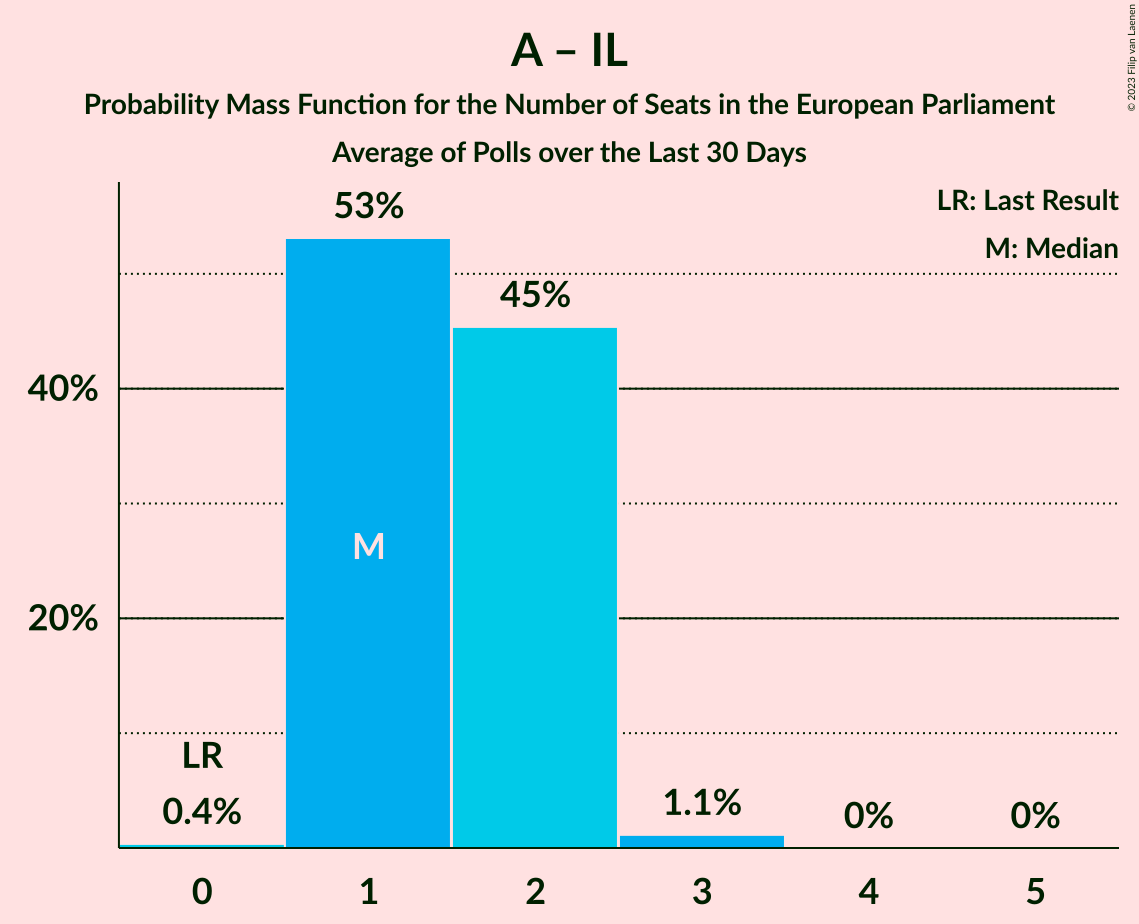 A – IL
Probability Mass Function for the Number of Seats in the European Parliament
Average of Polls over the Last 30 Days
© 2023 Filip van Laenen
LR: Last Result
M: Median
53%
45%
40%
M
20%
LR
0.4%
1.1%
0%
0%
0
1
2
3
4
5